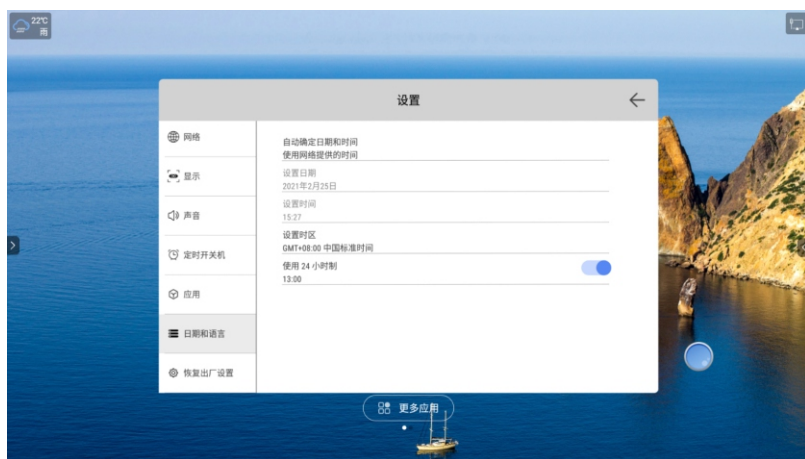 22℃
雨
设置
网络
显示
声音
定时开关机
应用
日期和语言
恢复出厂设置
自动确定日期和时间
使用网络提供的时间
设置日期
2021年2月25日
设置时间
15:27
设置时区
GMT+08:00 中国标准时间
使用 24 小时制
13:00
更多应用